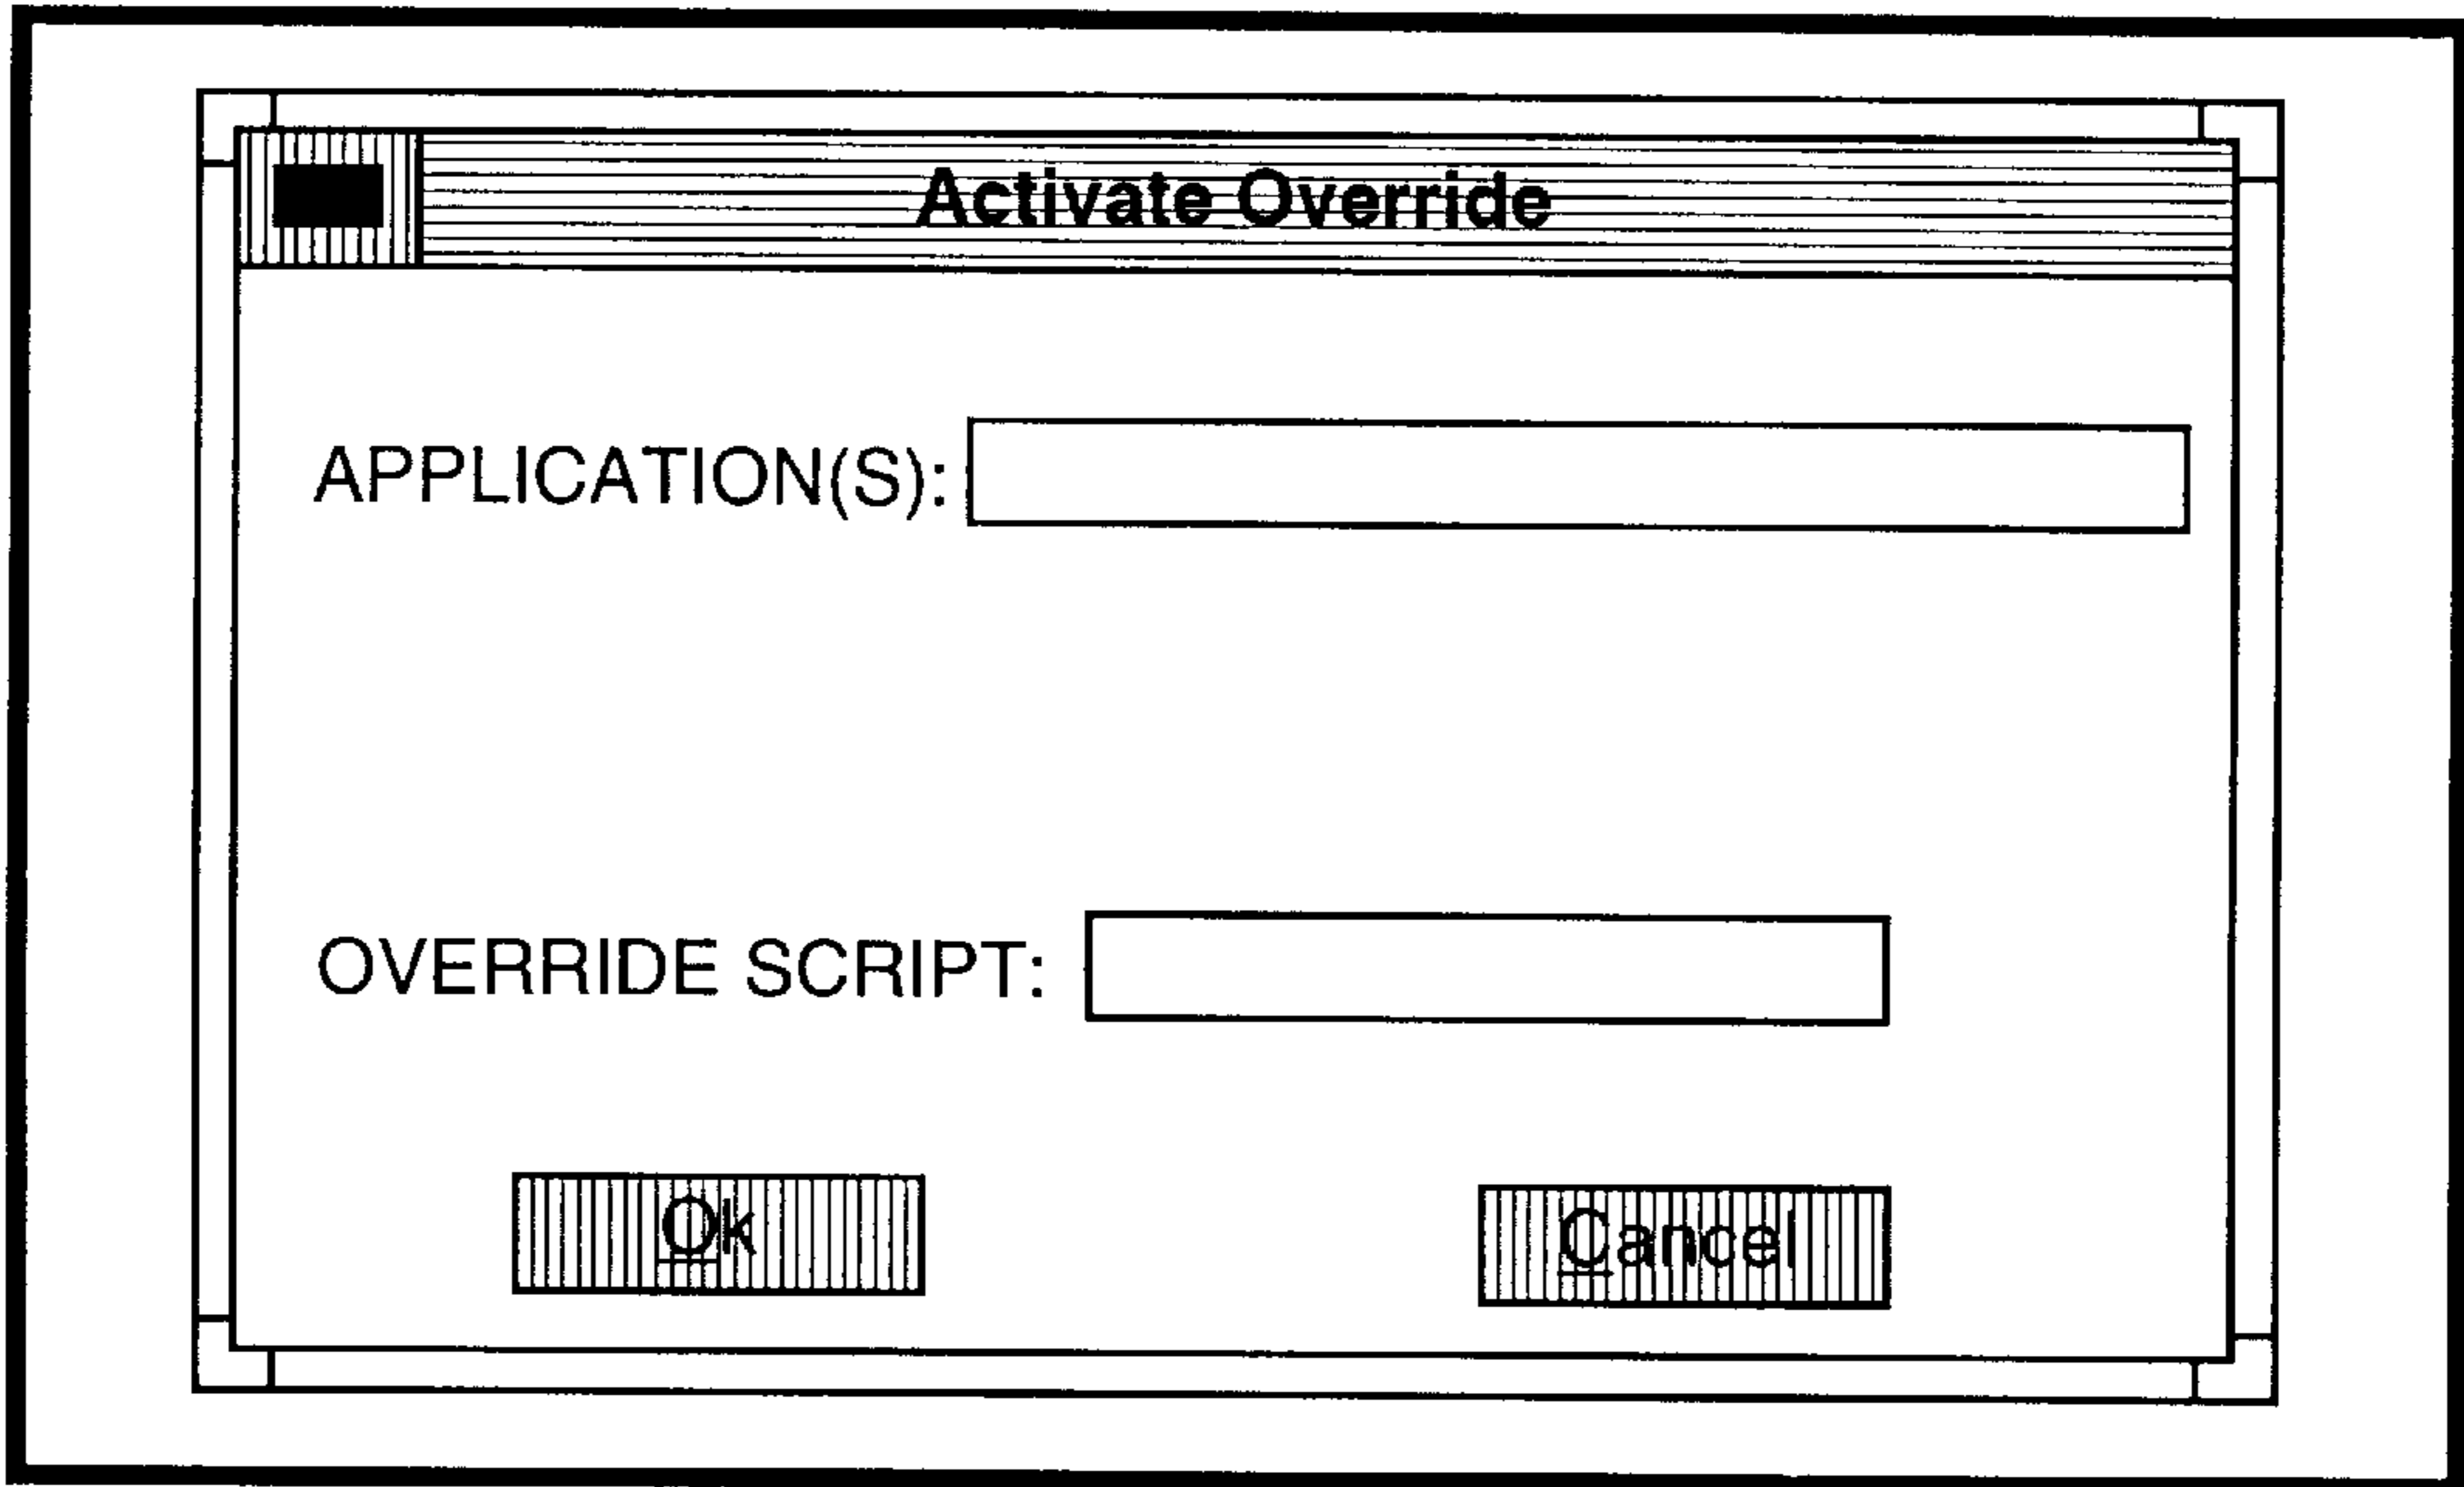 Activate Override
APPLICATION(S):
OVERRIDE SCRIPT:
Ok Cancel